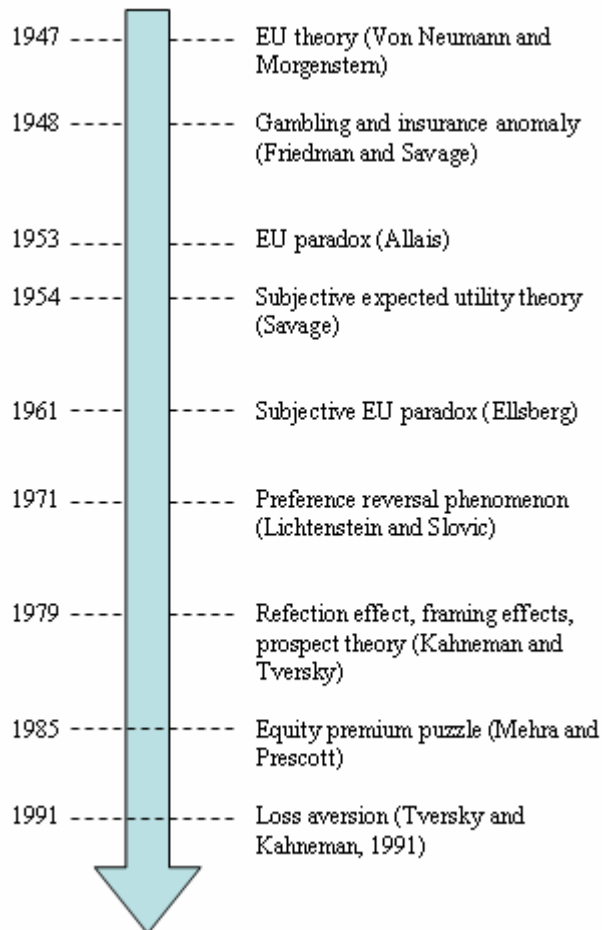 1947 EU theory (Von Neumann and
Morgenstern)
1948 Gambling and insurance anomaly
(Friedman and Savage)
1953 EU paradox (Allais)
1954 Subjective expected utility theory
(Savage)
1961 Subjective EU paradox (Ellsberg)
1971 Preference reversal phenomenon
(Lichtenstein and Slovic)
1979 Refection effect, framing effects,
prospect theory (Kahneman and
Tversky)
1985 Equity premium puzzle (Mehra and
Prescott)
1991 Loss aversion (Tversky and
Kahneman, 1991)